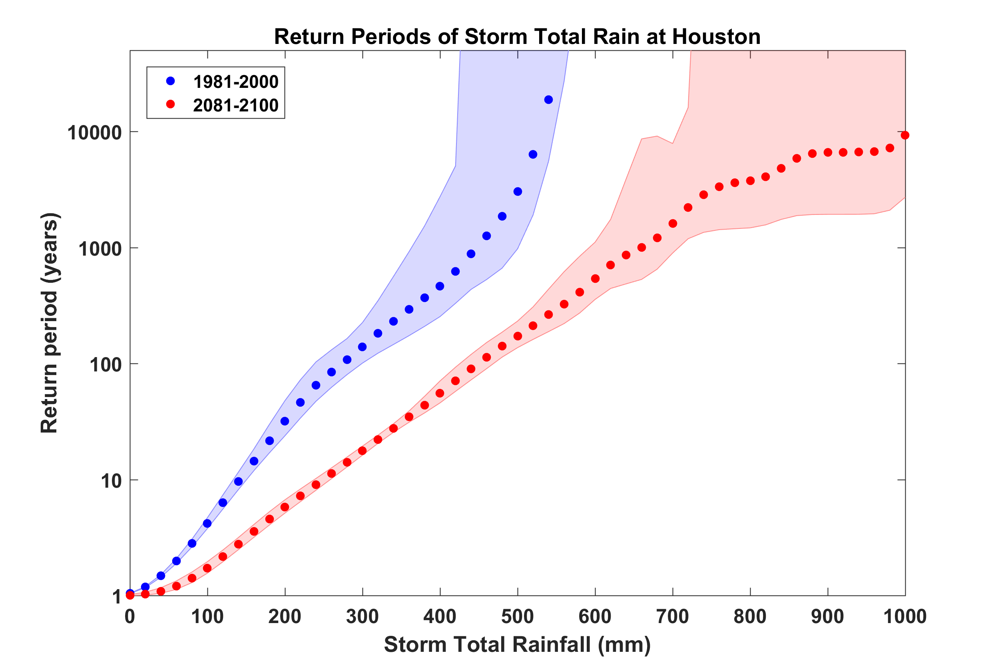 Return Periods of Storm Total Rain at Houston
1981-2000
2081-2100
10000
1000
100
10
1
Return period (years)
0 100 200 300 400 500 600 700 800 900 1000
Storm Total Rainfall (mm)